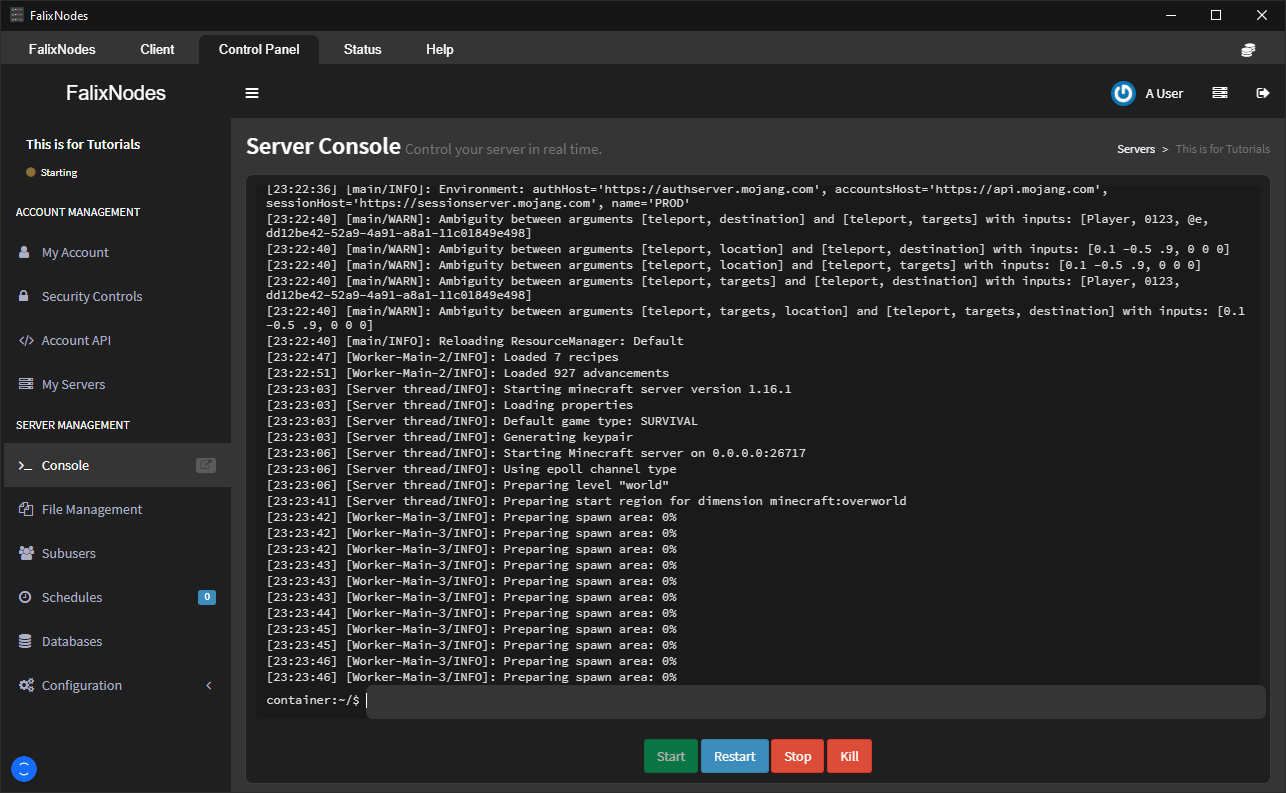 FalixNodes
FalixNodes Client Control Panel Status Help
FalixNodes
A User
This is for Tutorials
Starting
ACCOUNT MANAGEMENT
My Account
Security Controls
Account API
My Servers
SERVER MANAGEMENT
Console
File Management
Subusers
Schedules 0
Databases
Configuration
Server Console Control your server in real time.
Servers > This is for Tutorials
[23:22:36] [main/INFO]: Environment: authHost='https://authserver.mojang.com', accountsHost='https://api.mojang.com',
sessionHost='https://sessionserver.mojang.com', name='PROD'
[23:22:40] [main/WARN]: Ambiguity between arguments [teleport, destination] and [teleport, targets] with inputs: [Player, 0123, @e,
dd12be42-52a9-4a91-a8a1-11c01849e498]
[23:22:40] [main/WARN]: Ambiguity between arguments [teleport, location] and [teleport, destination] with inputs: [0.1 -0.5 .9, 0 0 0]
[23:22:40] [main/WARN]: Ambiguity between arguments [teleport, location] and [teleport, targets] with inputs: [0.1 -0.5 .9, 0 0 0]
[23:22:40] [main/WARN]: Ambiguity between arguments [teleport, targets] and [teleport, destination] with inputs: [Player, 0123,
dd12be42-52a9-4a91-a8a1-11c01849e498]
[23:22:40] [main/WARN]: Ambiguity between arguments [teleport, targets, location] and [teleport, targets, destination] with inputs: [0.1
-0.5 .9, 0 0 0]
[23:22:40] [main/INFO]: Reloading ResourceManager: Default
[23:22:47] [Worker-Main-2/INFO]: Loaded 7 recipes
[23:22:51] [Worker-Main-2/INFO]: Loaded 927 advancements
[23:23:03] [Server thread/INFO]: Starting minecraft server version 1.16.1
[23:23:03] [Server thread/INFO]: Loading properties
[23:23:03] [Server thread/INFO]: Default game type: SURVIVAL
[23:23:03] [Server thread/INFO]: Generating keypair
[23:23:06] [Server thread/INFO]: Starting Minecraft server on 0.0.0.0:26717
[23:23:06] [Server thread/INFO]: Using epoll channel type
[23:23:06] [Server thread/INFO]: Preparing level "world"
[23:23:41] [Server thread/INFO]: Preparing start region for dimension minecraft:overworld
[23:23:42] [Worker-Main-3/INFO]: Preparing spawn area: 0%
[23:23:42] [Worker-Main-3/INFO]: Preparing spawn area: 0%
[23:23:42] [Worker-Main-3/INFO]: Preparing spawn area: 0%
[23:23:43] [Worker-Main-3/INFO]: Preparing spawn area: 0%
[23:23:43] [Worker-Main-3/INFO]: Preparing spawn area: 0%
[23:23:43] [Worker-Main-3/INFO]: Preparing spawn area: 0%
[23:23:44] [Worker-Main-3/INFO]: Preparing spawn area: 0%
[23:23:45] [Worker-Main-3/INFO]: Preparing spawn area: 0%
[23:23:45] [Worker-Main-3/INFO]: Preparing spawn area: 0%
[23:23:46] [Worker-Main-3/INFO]: Preparing spawn area: 0%
[23:23:46] [Worker-Main-3/INFO]: Preparing spawn area: 0%
container:~/$
Start Restart Stop Kill